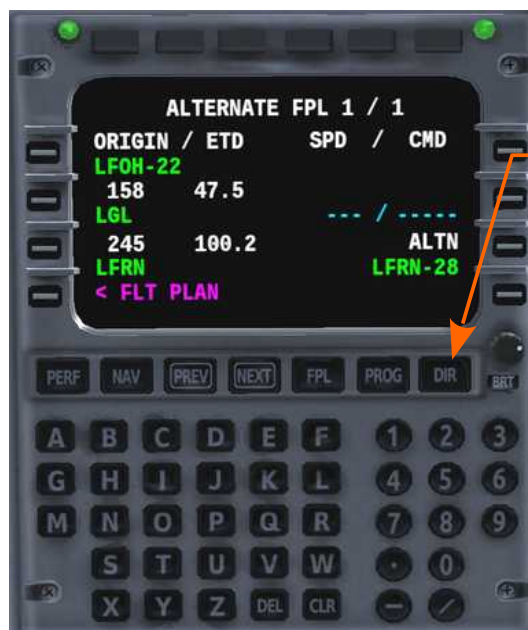 ALTERNATE FPL 1 / 1
ORIGIN / ETD SPD / CMD
LFOH-22
158 47.5
LGL --- / -----
245 100.2 ALTN
LFRN LFRN-28
< FLT PLAN
PERF NAV PREV NEXT FPL PROG DIR BRT
A B C D E F 1 2 3
G H I J K L 4 5 6
M N O P Q R 7 8 9
S T U V W · 0
X Y Z DEL CLR - /